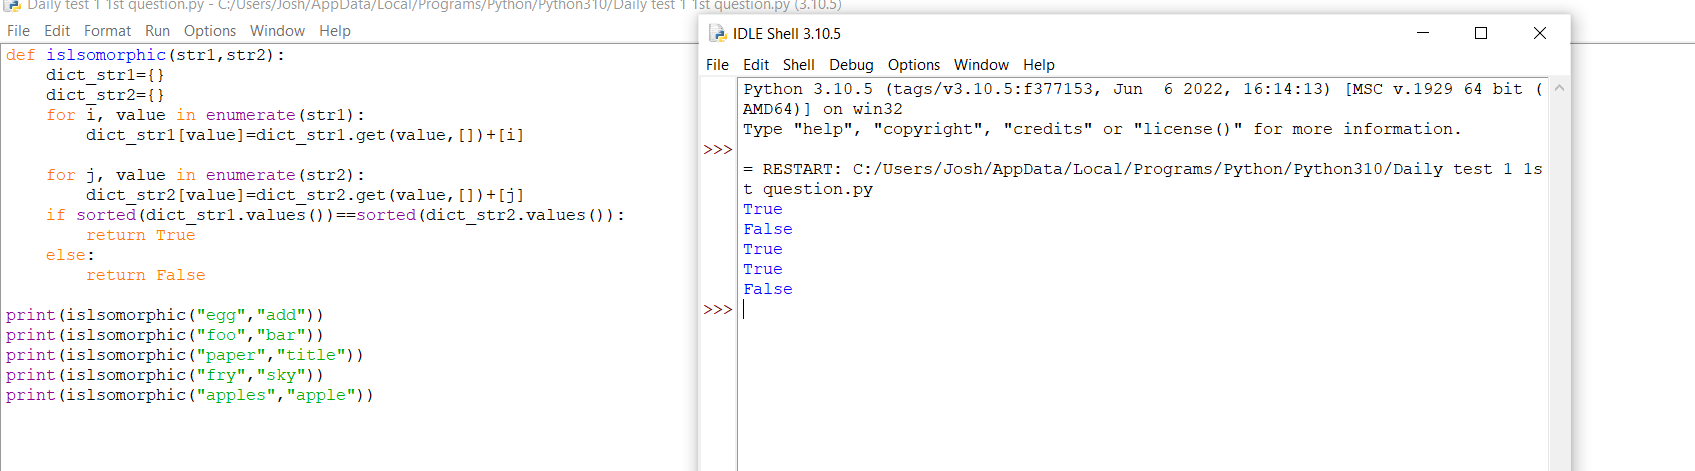 Daily test 1 1st question.py - C:/Users/Josh/AppData/Local/Programs/Python/Python310/Daily test 1 1st question.py (3.10.5)
File Edit Format Run Options Window Help
def islsomorphic(str1,str2):
    dict_str1={}
    dict_str2={}
    for i, value in enumerate(str1):
        dict_str1[value]=dict_str1.get(value,[])+[i]
    for j, value in enumerate(str2):
        dict_str2[value]=dict_str2.get(value,[])+[j]
    if sorted(dict_str1.values())==sorted(dict_str2.values()):
        return True
    else:
        return False
print(islsomorphic("egg","add"))
print(islsomorphic("foo","bar"))
print(islsomorphic("paper","title"))
print(islsomorphic("fry","sky"))
print(islsomorphic("apples","apple"))
IDLE Shell 3.10.5
File Edit Shell Debug Options Window Help
Python 3.10.5 (tags/v3.10.5:f377153, Jun  6 2022, 16:14:13) [MSC v.1929 64 bit (
AMD64)] on win32
Type "help", "copyright", "credits" or "license()" for more information.
>>>
= RESTART: C:/Users/Josh/AppData/Local/Programs/Python/Python310/Daily test 1 1s
t question.py
True
False
True
True
False
>>>